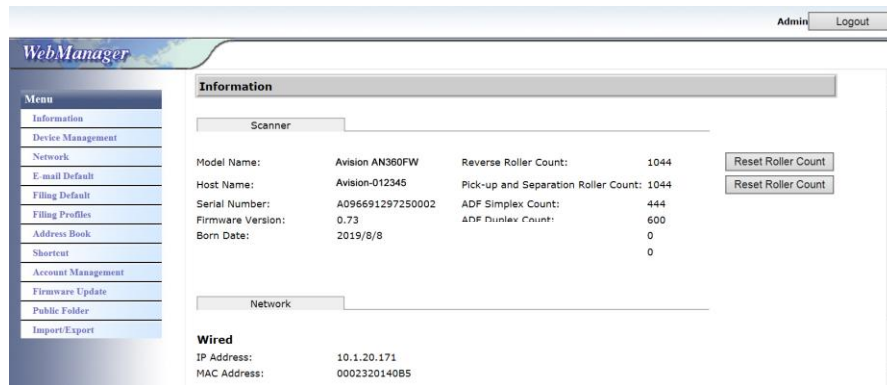 Admin Logout
WebManager
Information
Menu
Information
Device Management
Network
E-mail Default
Filing Default
Filing Profiles
Address Book
Shortcut
Account Management
Firmware Update
Public Folder
Import/Export
Scanner
Model Name: Avision AN360FW Reverse Roller Count: 1044 Reset Roller Count
Host Name: Avision-012345 Pick-up and Separation Roller Count: 1044 Reset Roller Count
Serial Number: A096691297250002 ADF Simplex Count: 444
Firmware Version: 0.73 ADF Duplex Count: 600
Born Date: 2019/8/8 0
0
Network
Wired
IP Address: 10.1.20.171
MAC Address: 0002320140B5